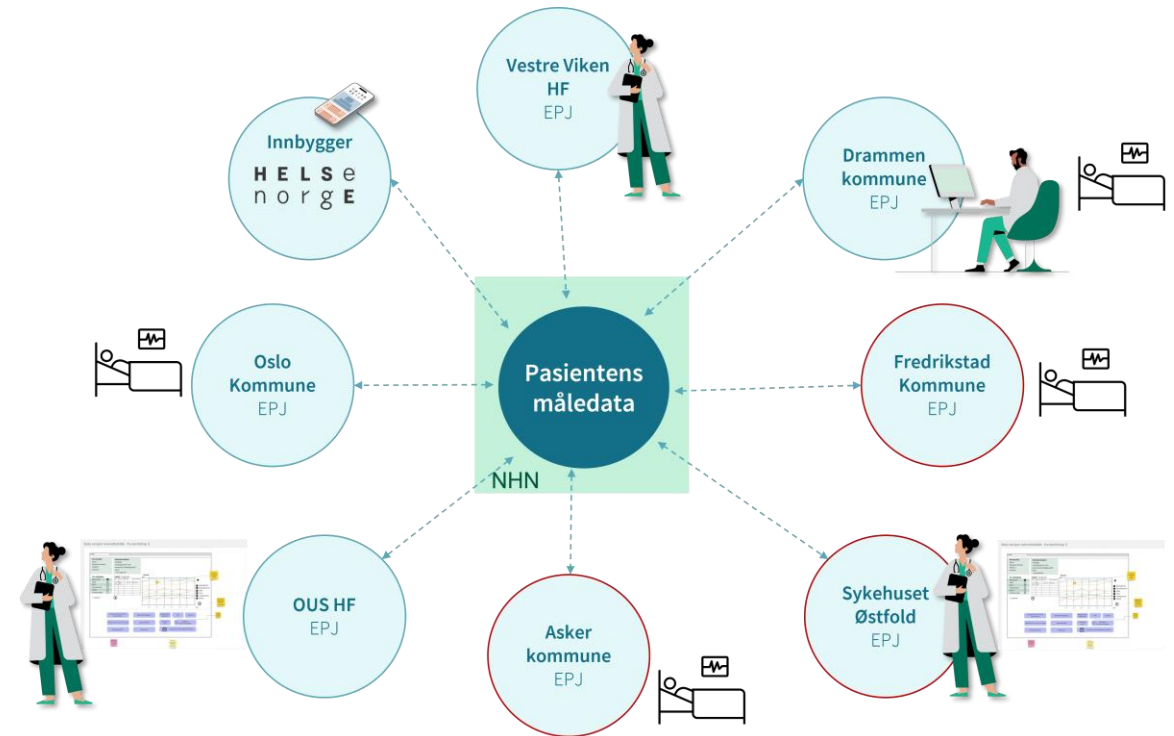 Vestre Viken
HF
EPJ
Innbygger
HELSe
norgE
Drammen
kommune
EPJ
Oslo
Kommune
EPJ
Pasientens
måledata
NHN
Fredrikstad
Kommune
EPJ
OUS HF
EPJ
Asker
kommune
EPJ
Sykehuset
Østfold
EPJ